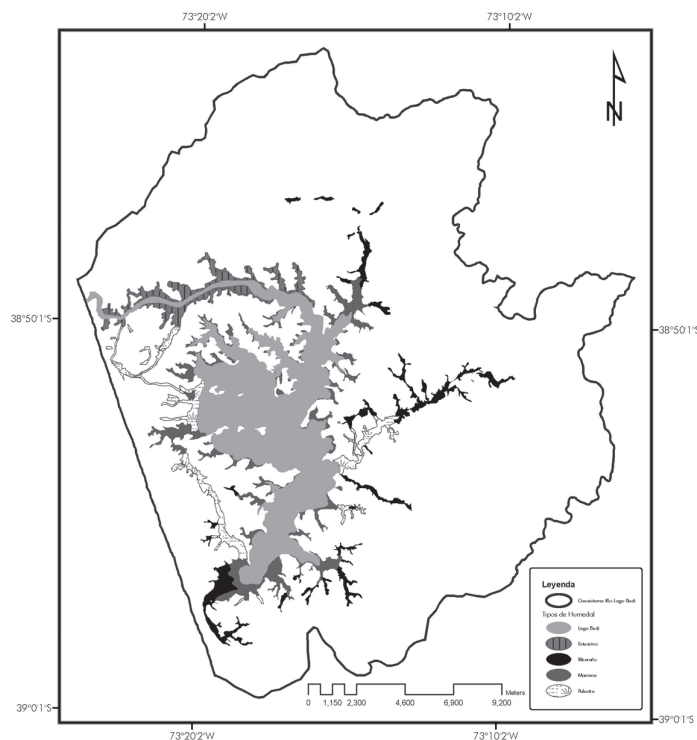 73°20'2"W 73°10'2"W
N
38°50'1"S 38°50'1"S
Leyenda
Geosistema Río-Lago Budi
Tipos de Humedal
Lago Budi
Estuarino
Ribereño
Palustre
Meters
0 1,150 2,300 4,600 6,900 9,200
39°0'1"S 39°0'1"S
73°20'2"W 73°10'2"W